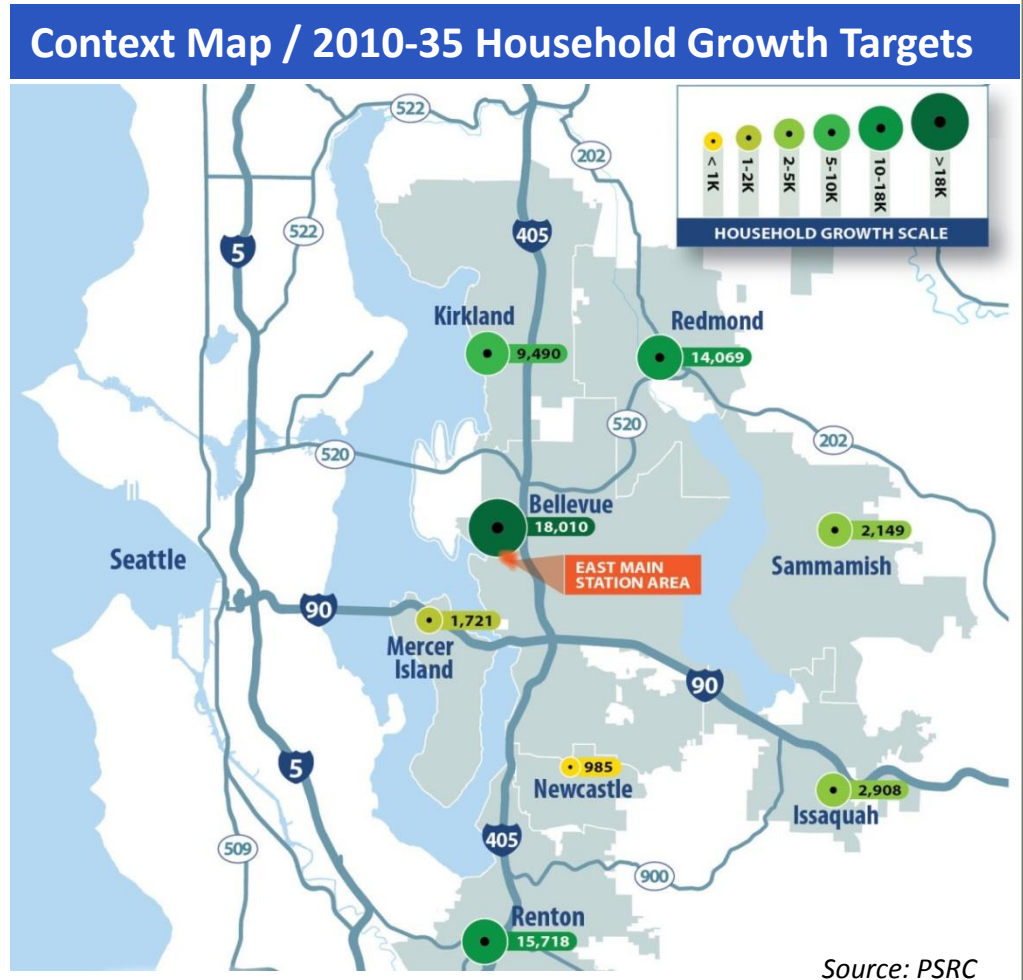 Context Map / 2010-35 Household Growth Targets
522
202
< 1K
1-2K
2-5K
5-10K
10-18K
>18K
HOUSEHOLD GROWTH SCALE
522
5
405
Kirkland
9,490
Redmond
14,069
520
520
202
Bellevue
18,010
2,149
Sammamish
Seattle
EAST MAIN
STATION AREA
90
1,721
Mercer
Island
90
5
985
Newcastle
2,908
Issaquah
405
509
900
Renton
15,718
Source: PSRC